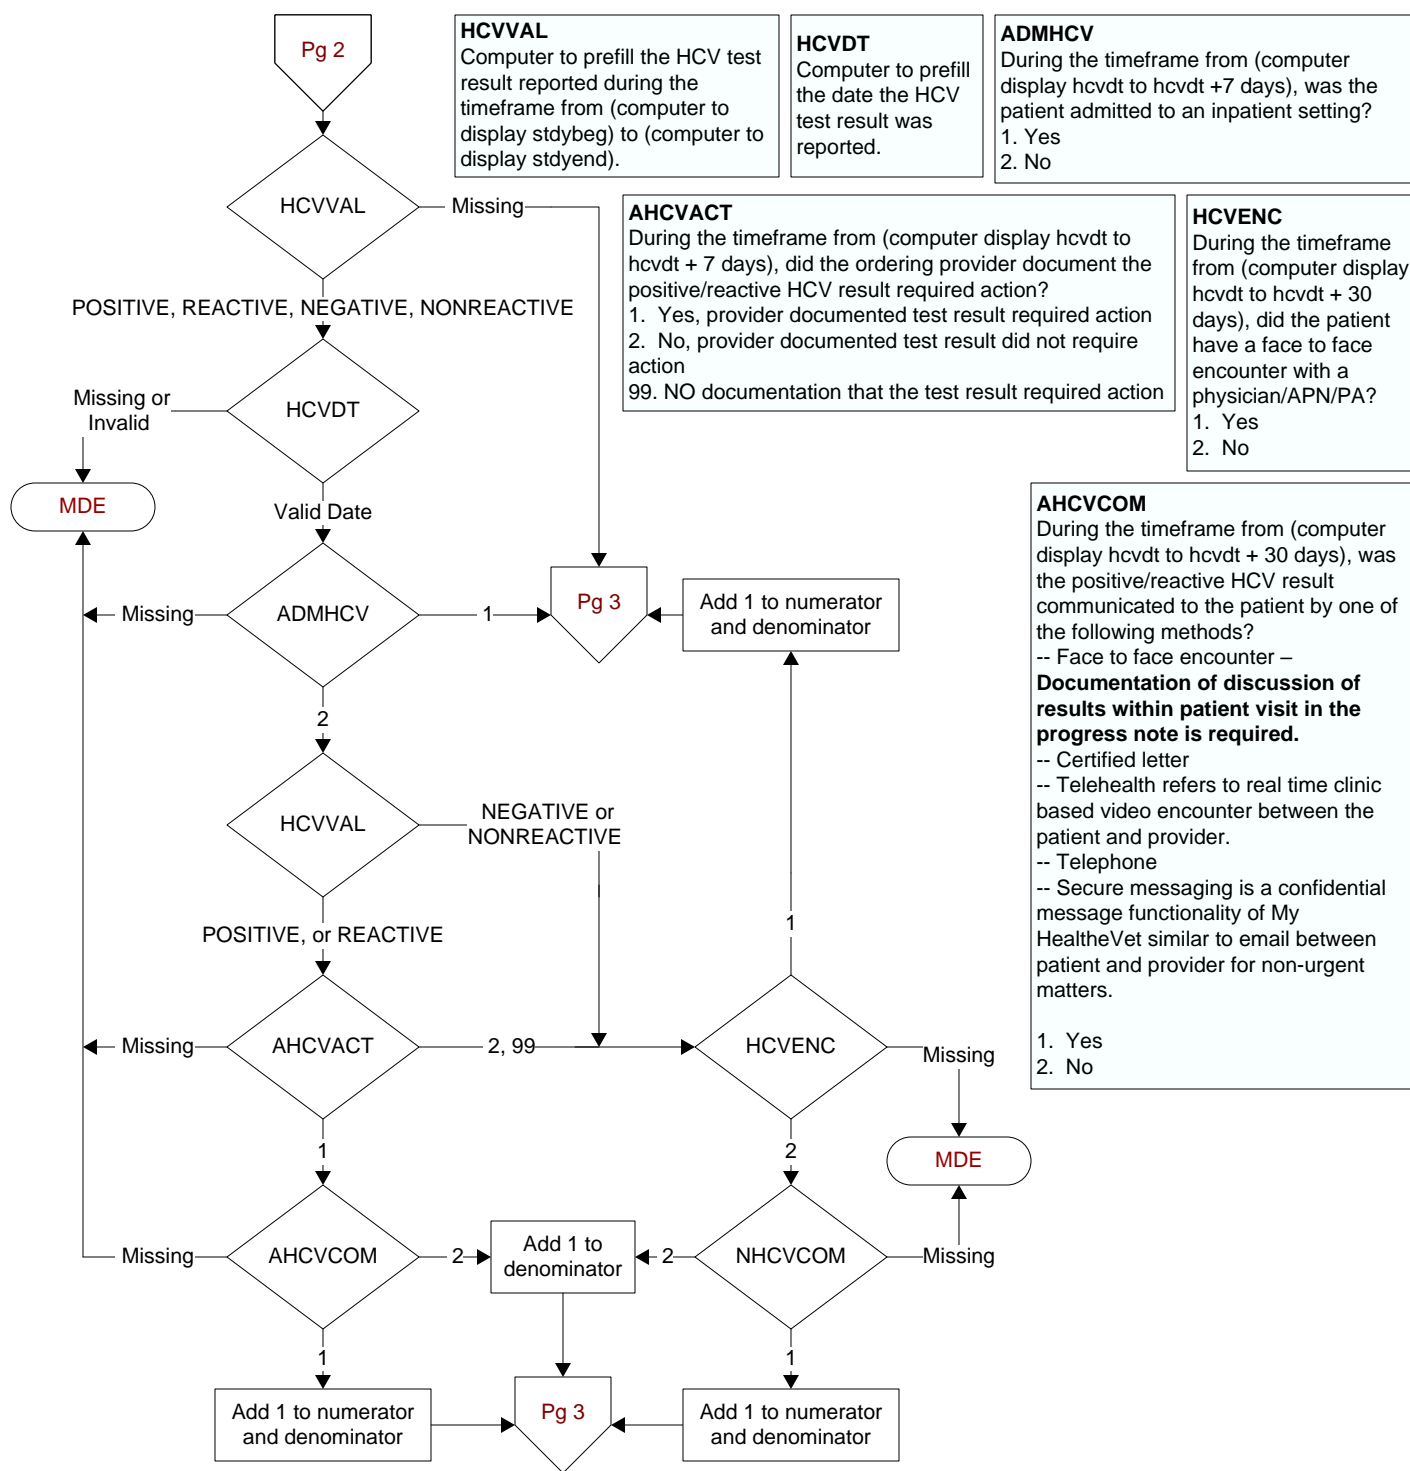 Pg 2
HCVVAL
Computer to prefill the HCV test
result reported during the
timeframe from (computer to
display stdybeg) to (computer to
display stdyend).
HCVDT
Computer to prefill
the date the HCV
test result was
reported.
ADMHCV
During the timeframe from (computer
display hcvdt to hcvdt +7 days), was the
patient admitted to an inpatient setting?
1. Yes
2. No
HCVVAL
Missing
AHCVACT
During the timeframe from (computer display hcvdt to
hcvdt + 7 days), did the ordering provider document the
positive/reactive HCV result required action?
1. Yes, provider documented test result required action
2. No, provider documented test result did not require
action
99. NO documentation that the test result required action
HCVENC
During the timeframe
from (computer display
hcvdt to hcvdt + 30
days), did the patient
have a face to face
encounter with a
physician/APN/PA?
1. Yes
2. No
POSITIVE, REACTIVE, NEGATIVE, NONREACTIVE
Missing or
Invalid
HCVDT
MDE
Valid Date
AHCVCOM
During the timeframe from (computer
display hcvdt to hcvdt + 30 days), was
the positive/reactive HCV result
communicated to the patient by one of
the following methods?
-- Face to face encounter –
Documentation of discussion of
results within patient visit in the
progress note is required.
-- Certified letter
-- Telehealth refers to real time clinic
based video encounter between the
patient and provider.
-- Telephone
-- Secure messaging is a confidential
message functionality of My
HealtheVet similar to email between
patient and provider for non-urgent
matters.
1. Yes
2. No
Missing
ADMHCV
1
Pg 3
Add 1 to numerator
and denominator
2
HCVVAL
NEGATIVE or
NONREACTIVE
POSITIVE, or REACTIVE
1
Missing
AHCVACT
2, 99
HCVENC
Missing
1
2
MDE
Missing
AHCVCOM
2
Add 1 to
denominator
2
NHCVCOM
Missing
1
1
Add 1 to numerator
and denominator
Pg 3
Add 1 to numerator
and denominator